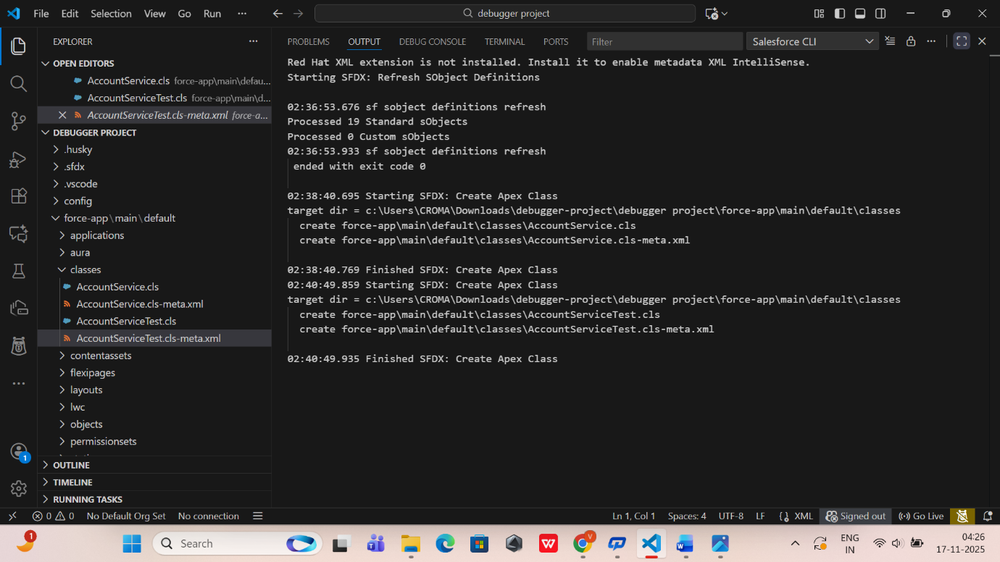 File Edit Selection View Go Run ···
debugger project
EXPLORER ···
OPEN EDITORS
AccountService.cls force-app\main\defau...
AccountServiceTest.cls force-app\main\d...
AccountServiceTest.cls-meta.xml force-a...
DEBUGGER PROJECT
.husky
.sfdx
.vscode
config
force-app\main\default
applications
aura
classes
AccountService.cls
AccountService.cls-meta.xml
AccountServiceTest.cls
AccountServiceTest.cls-meta.xml
contentassets
flexipages
layouts
lwc
objects
permissionsets
OUTLINE
TIMELINE
RUNNING TASKS
PROBLEMS OUTPUT DEBUG CONSOLE TERMINAL PORTS Filter Salesforce CLI
Red Hat XML extension is not installed. Install it to enable metadata XML IntelliSense.
Starting SFDX: Refresh SObject Definitions
02:36:53.676 sf sobject definitions refresh
Processed 19 Standard sObjects
Processed 0 Custom sObjects
02:36:53.933 sf sobject definitions refresh
ended with exit code 0
02:38:40.695 Starting SFDX: Create Apex Class
target dir = c:\Users\CROMA\Downloads\debugger-project\debugger project\force-app\main\default\classes
create force-app\main\default\classes\AccountService.cls
create force-app\main\default\classes\AccountService.cls-meta.xml
02:38:40.769 Finished SFDX: Create Apex Class
02:40:49.859 Starting SFDX: Create Apex Class
target dir = c:\Users\CROMA\Downloads\debugger-project\debugger project\force-app\main\default\classes
create force-app\main\default\classes\AccountServiceTest.cls
create force-app\main\default\classes\AccountServiceTest.cls-meta.xml
02:40:49.935 Finished SFDX: Create Apex Class
1
0 0 No Default Org Set No connection Ln 1, Col 1 Spaces: 4 UTF-8 LF {} XML Signed out Go Live
1
Search
V
W
W
ENG
IN
04:26
17-11-2025